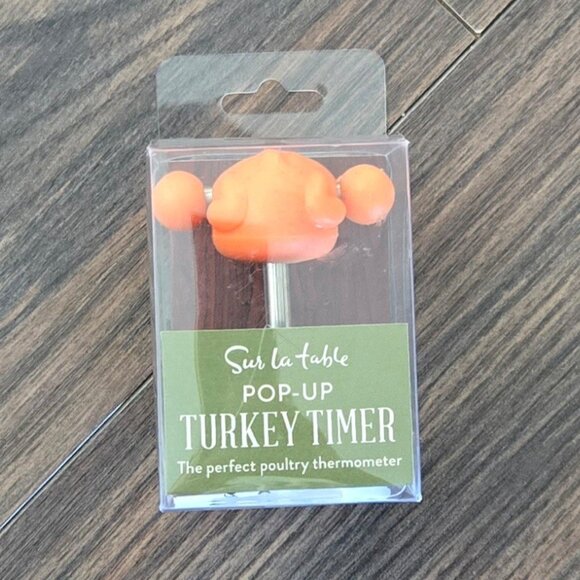 Sur la table
POP-UP
TURKEY TIMER
The perfect poultry thermometer